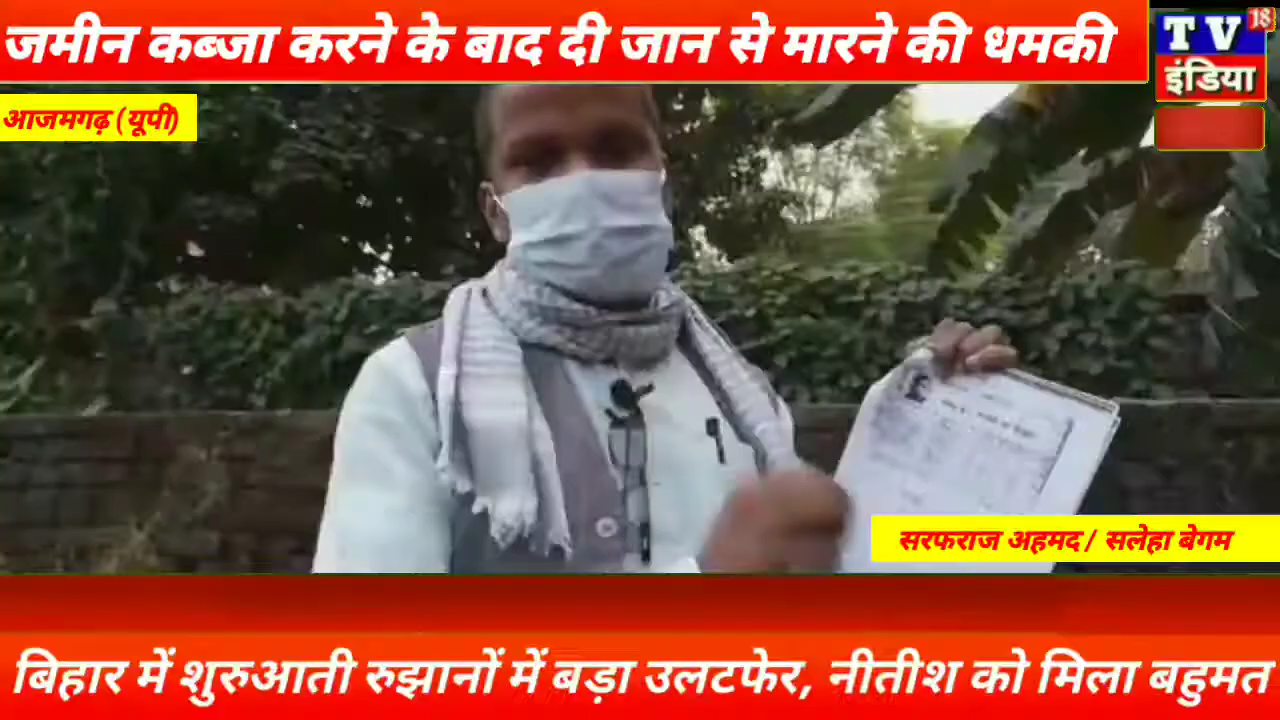 जमीन कब्जा करने के बाद दी जान से मारने की धमकी
TV
18
इंडिया
आजमगढ़ (यूपी)
सरफराज अहमद / सलेहा बेगम
बिहार में शुरुआती रुझानों में बड़ा उलटफेर, नीतीश को मिला बहुमत